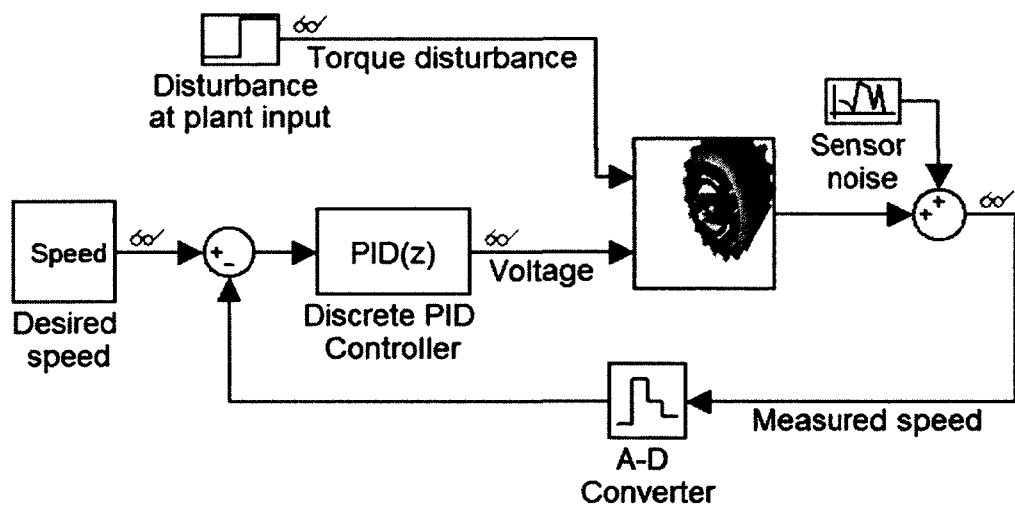 Torque disturbance
Disturbance
at plant input
Sensor
noise
Speed
Desired
speed
+
−
PID(z)
Discrete PID
Controller
Voltage
+
+
Measured speed
A-D
Converter